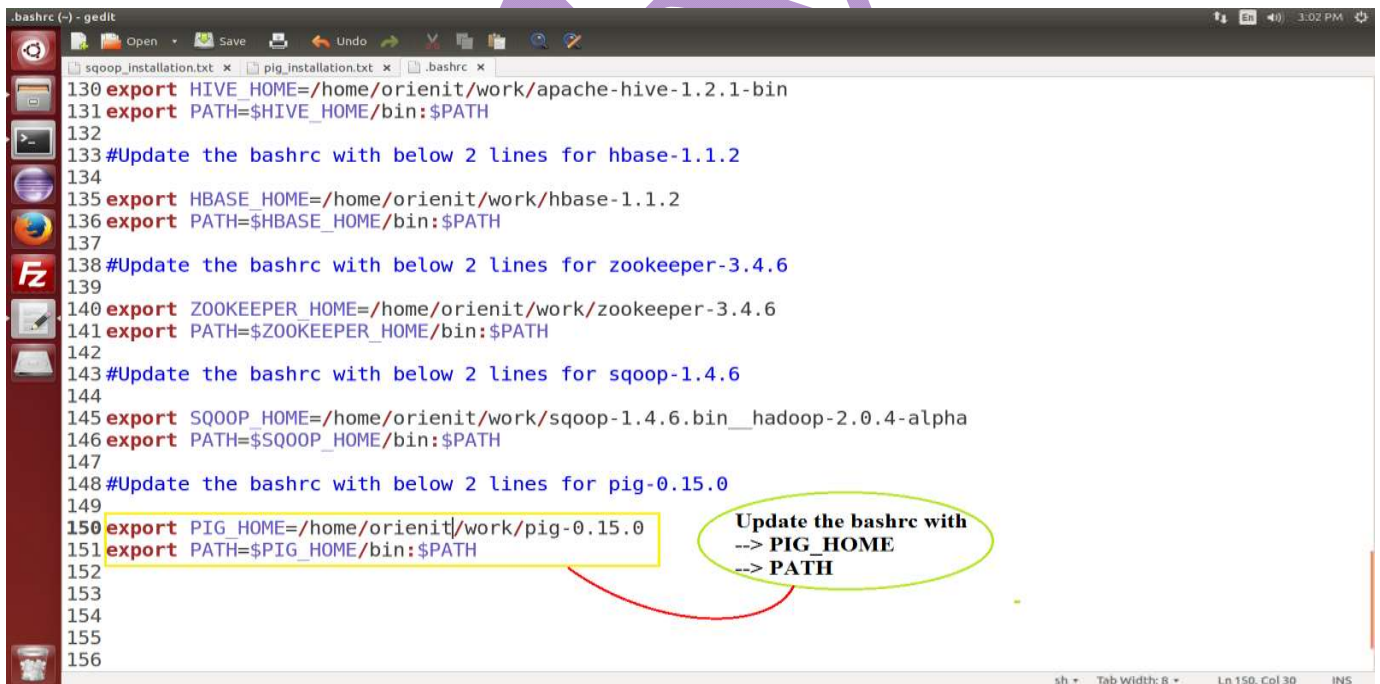 .bashrc (~) - gedit
En 3:02 PM
Open Save Undo
sqoop_installation.txt × pig_installation.txt × .bashrc ×
130 export HIVE_HOME=/home/orienit/work/apache-hive-1.2.1-bin
131 export PATH=$HIVE_HOME/bin:$PATH
132
133 #Update the bashrc with below 2 lines for hbase-1.1.2
134
135 export HBASE_HOME=/home/orienit/work/hbase-1.1.2
136 export PATH=$HBASE_HOME/bin:$PATH
137
138 #Update the bashrc with below 2 lines for zookeeper-3.4.6
139
140 export ZOOKEEPER_HOME=/home/orienit/work/zookeeper-3.4.6
141 export PATH=$ZOOKEEPER_HOME/bin:$PATH
142
143 #Update the bashrc with below 2 lines for sqoop-1.4.6
144
145 export SQOOP_HOME=/home/orienit/work/sqoop-1.4.6.bin__hadoop-2.0.4-alpha
146 export PATH=$SQOOP_HOME/bin:$PATH
147
148 #Update the bashrc with below 2 lines for pig-0.15.0
149
150 export PIG_HOME=/home/orienit/work/pig-0.15.0
151 export PATH=$PIG_HOME/bin:$PATH
Update the bashrc with
--> PIG_HOME
--> PATH
152
153
154
155
156
Fz
sh Tab Width: 8 Ln 150, Col 30 INS